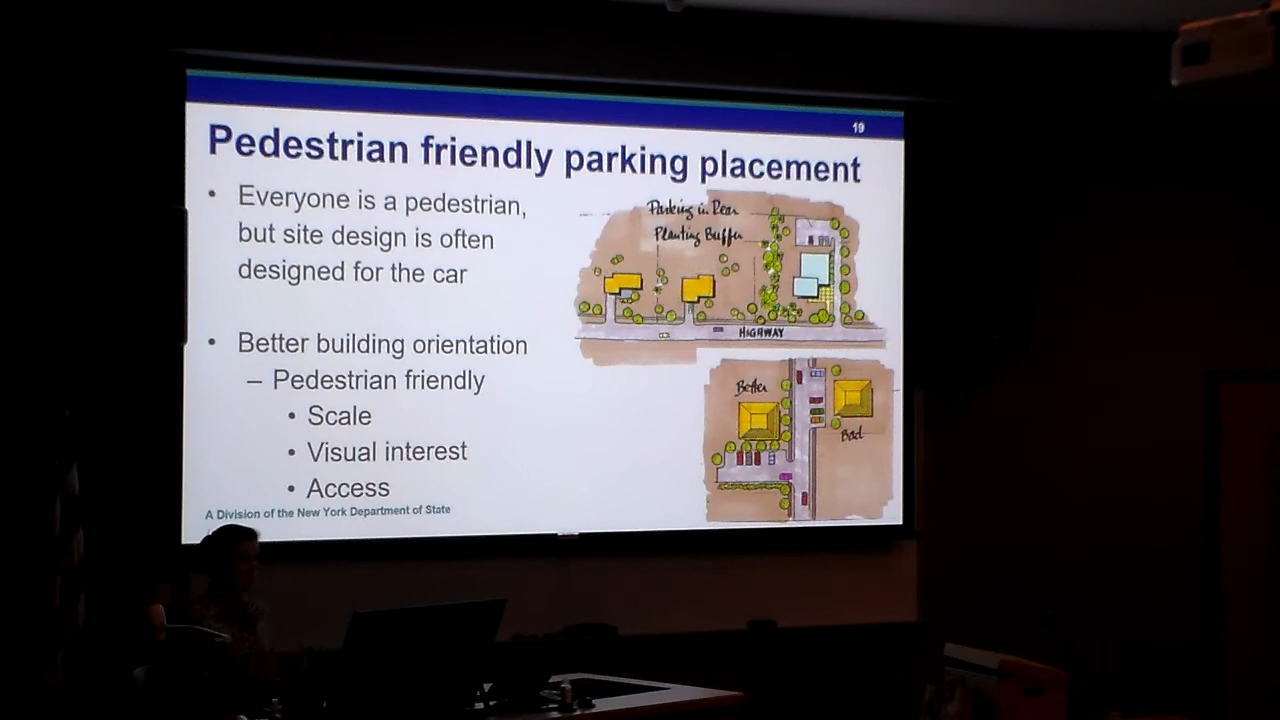 19
Pedestrian friendly parking placement
• Everyone is a pedestrian,
but site design is often
designed for the car
• Better building orientation
– Pedestrian friendly
• Scale
• Visual interest
• Access
A Division of the New York Department of State
Parking in Rear
Planting Buffer
HIGHWAY
Better
Bad